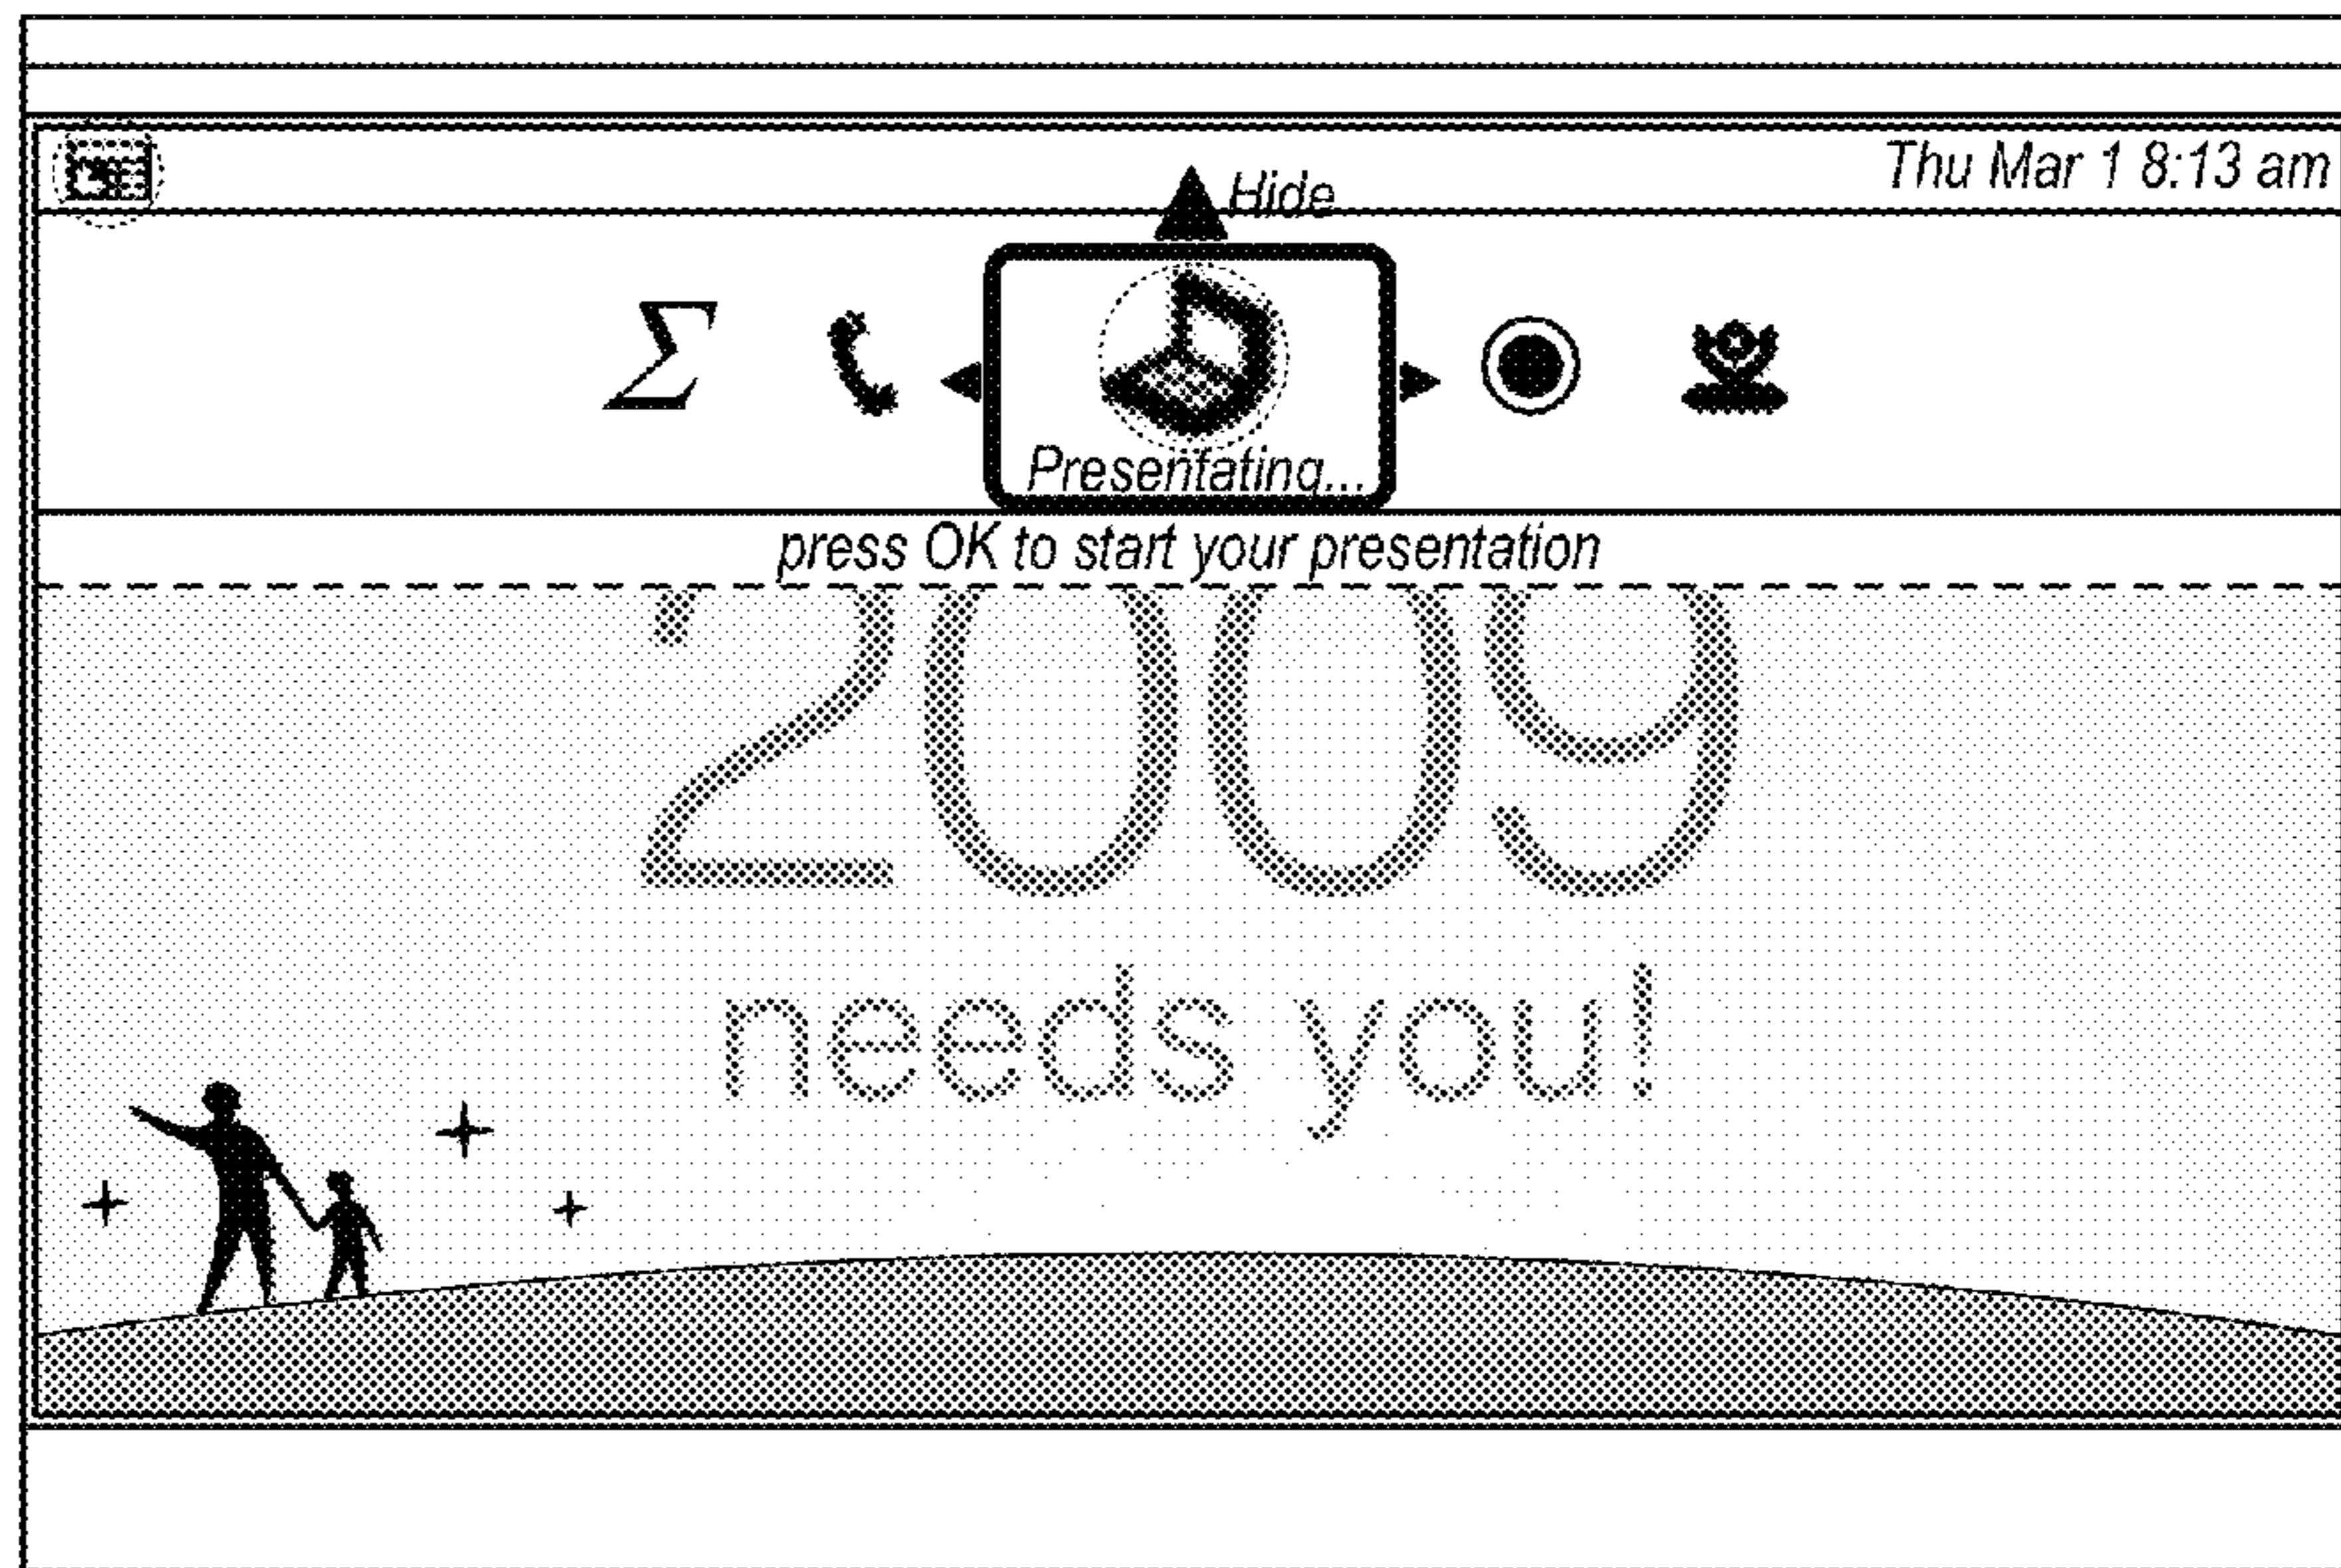 Thu Mar 1 8:13 am
Hide
Σ
Presentating...
press OK to start your presentation
2009
needs you!